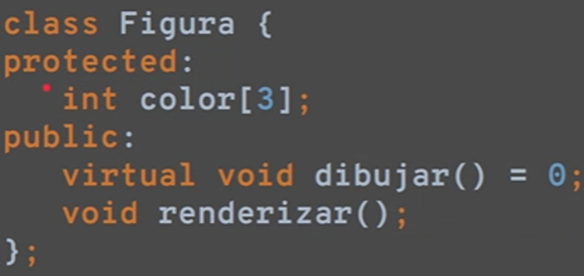 class Figura {
protected:
   int color[3];
public:
   virtual void dibujar() = 0;
   void renderizar();
};